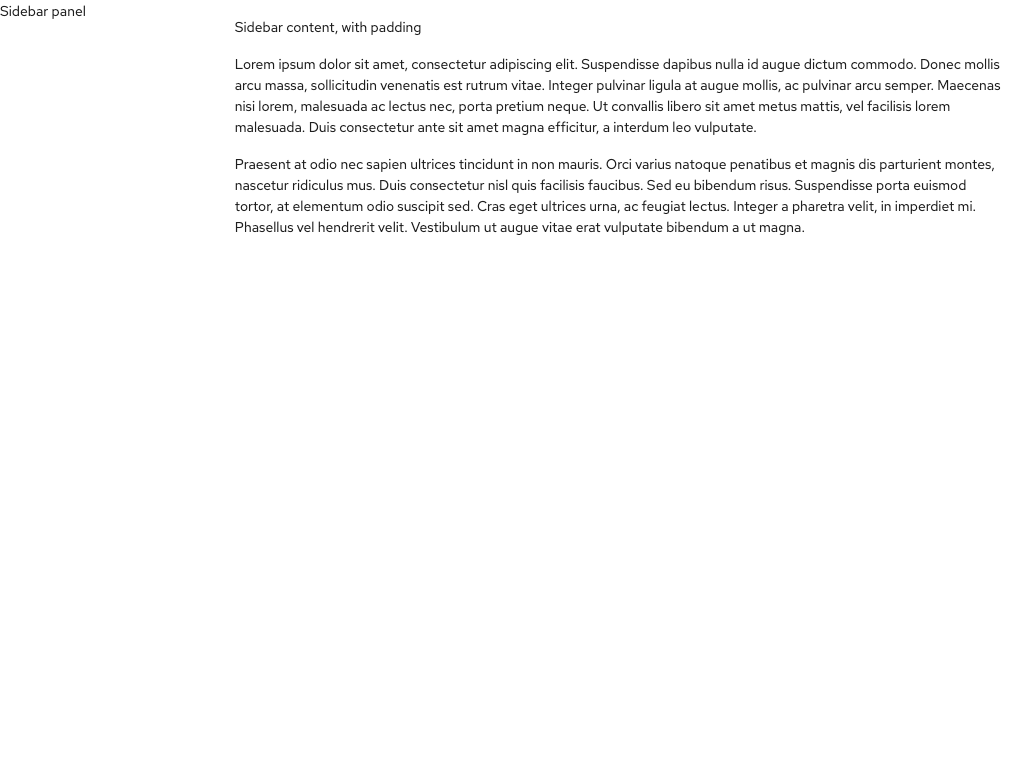 Sidebar panel
Sidebar content, with padding
Lorem ipsum dolor sit amet, consectetur adipiscing elit. Suspendisse dapibus nulla id augue dictum commodo. Donec mollis
arcu massa, sollicitudin venenatis est rutrum vitae. Integer pulvinar ligula at augue mollis, ac pulvinar arcu semper. Maecenas
nisi lorem, malesuada ac lectus nec, porta pretium neque. Ut convallis libero sit amet metus mattis, vel facilisis lorem
malesuada. Duis consectetur ante sit amet magna efficitur, a interdum leo vulputate.
Praesent at odio nec sapien ultrices tincidunt in non mauris. Orci varius natoque penatibus et magnis dis parturient montes,
nascetur ridiculus mus. Duis consectetur nisl quis facilisis faucibus. Sed eu bibendum risus. Suspendisse porta euismod
tortor, at elementum odio suscipit sed. Cras eget ultrices urna, ac feugiat lectus. Integer a pharetra velit, in imperdiet mi.
Phasellus vel hendrerit velit. Vestibulum ut augue vitae erat vulputate bibendum a ut magna.